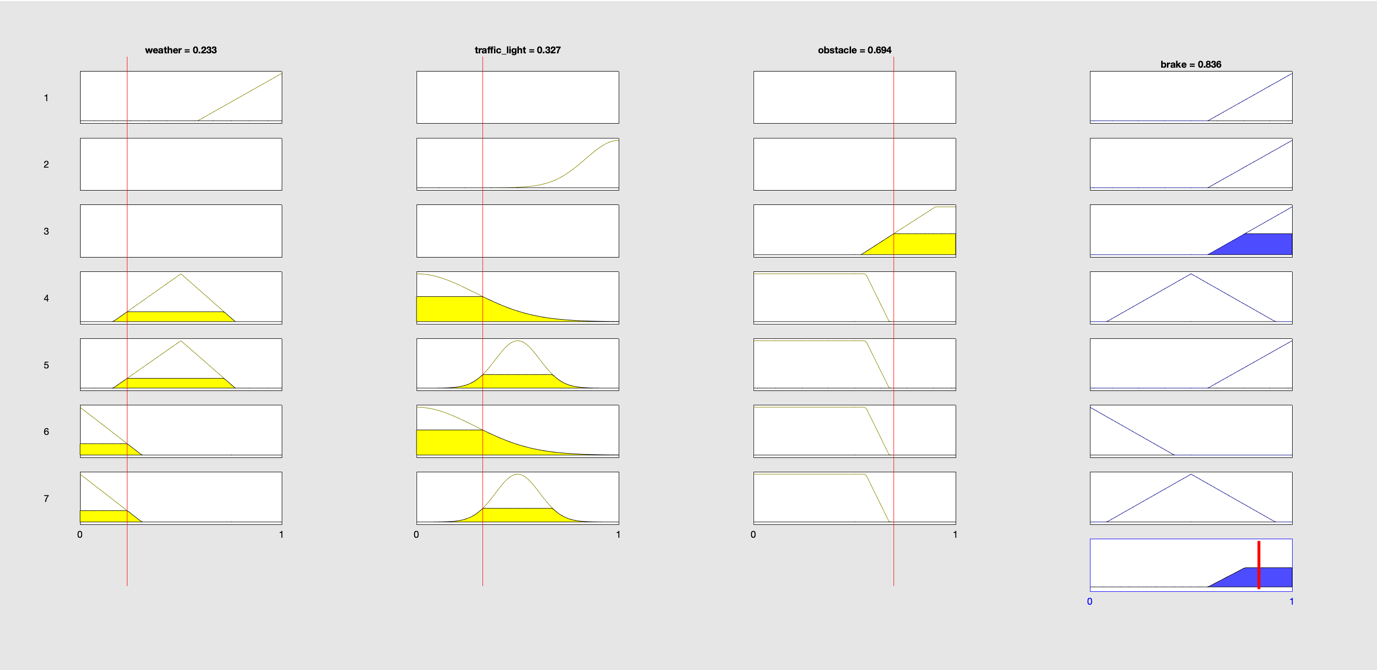 weather = 0.233
traffic_light = 0.327
obstacle = 0.694
brake = 0.836
1
2
3
4
5
6
7
0 1
0 1
0 1
0 1